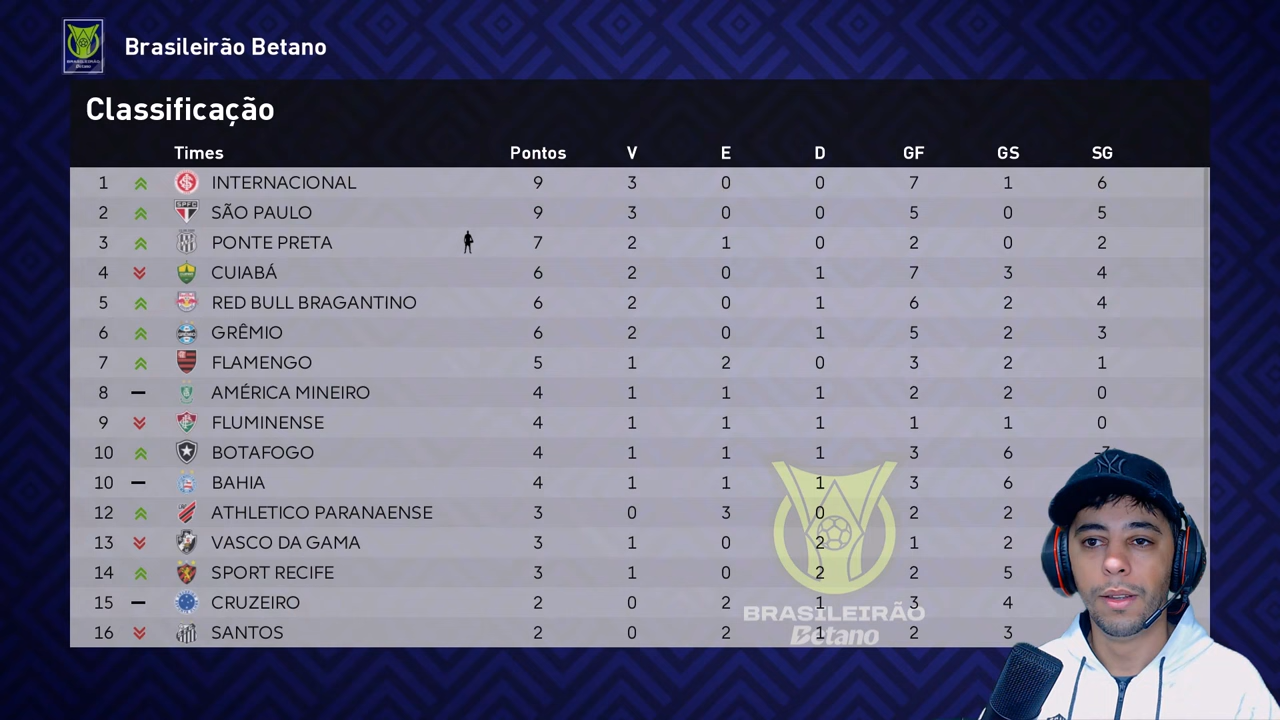 Brasileirão Betano
Classificação
Times Pontos V E D GF GS SG
1 INTERNACIONAL 9 3 0 0 7 1 6
2 SÃO PAULO 9 3 0 0 5 0 5
3 PONTE PRETA 7 2 1 0 2 0 2
4 CUIABÁ 6 2 0 1 7 3 4
5 RED BULL BRAGANTINO 6 2 0 1 6 2 4
6 GRÊMIO 6 2 0 1 5 2 3
7 FLAMENGO 5 1 2 0 3 2 1
8 AMÉRICA MINEIRO 4 1 1 1 2 2 0
9 FLUMINENSE 4 1 1 1 1 1 0
10 BOTAFOGO 4 1 1 1 3 6
10 BAHIA 4 1 1 1 3 6
12 ATHLETICO PARANAENSE 3 0 3 0 2 2
13 VASCO DA GAMA 3 1 0 2 1 2
14 SPORT RECIFE 3 1 0 2 2 5
15 CRUZEIRO 2 0 2 1 3 4
16 SANTOS 2 0 2 1 2 3
BRASILEIRÃO
Betano